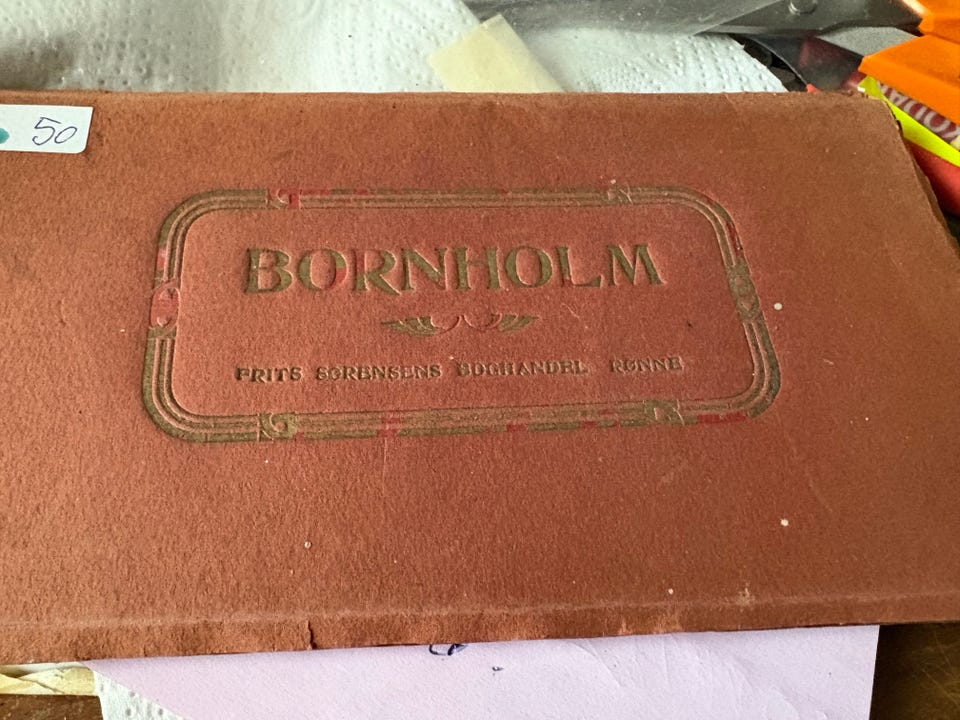 50
BORNHOLM
FRITS SØRENSENS BOGHANDEL RØNNE